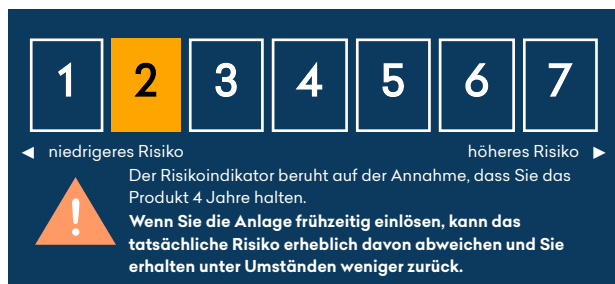 1 2 3 4 5 6 7
◄ niedrigeres Risiko höheres Risiko ►
Der Risikoindikator beruht auf der Annahme, dass Sie das
Produkt 4 Jahre halten.
Wenn Sie die Anlage frühzeitig einlösen, kann das
tatsächliche Risiko erheblich davon abweichen und Sie
erhalten unter Umständen weniger zurück.